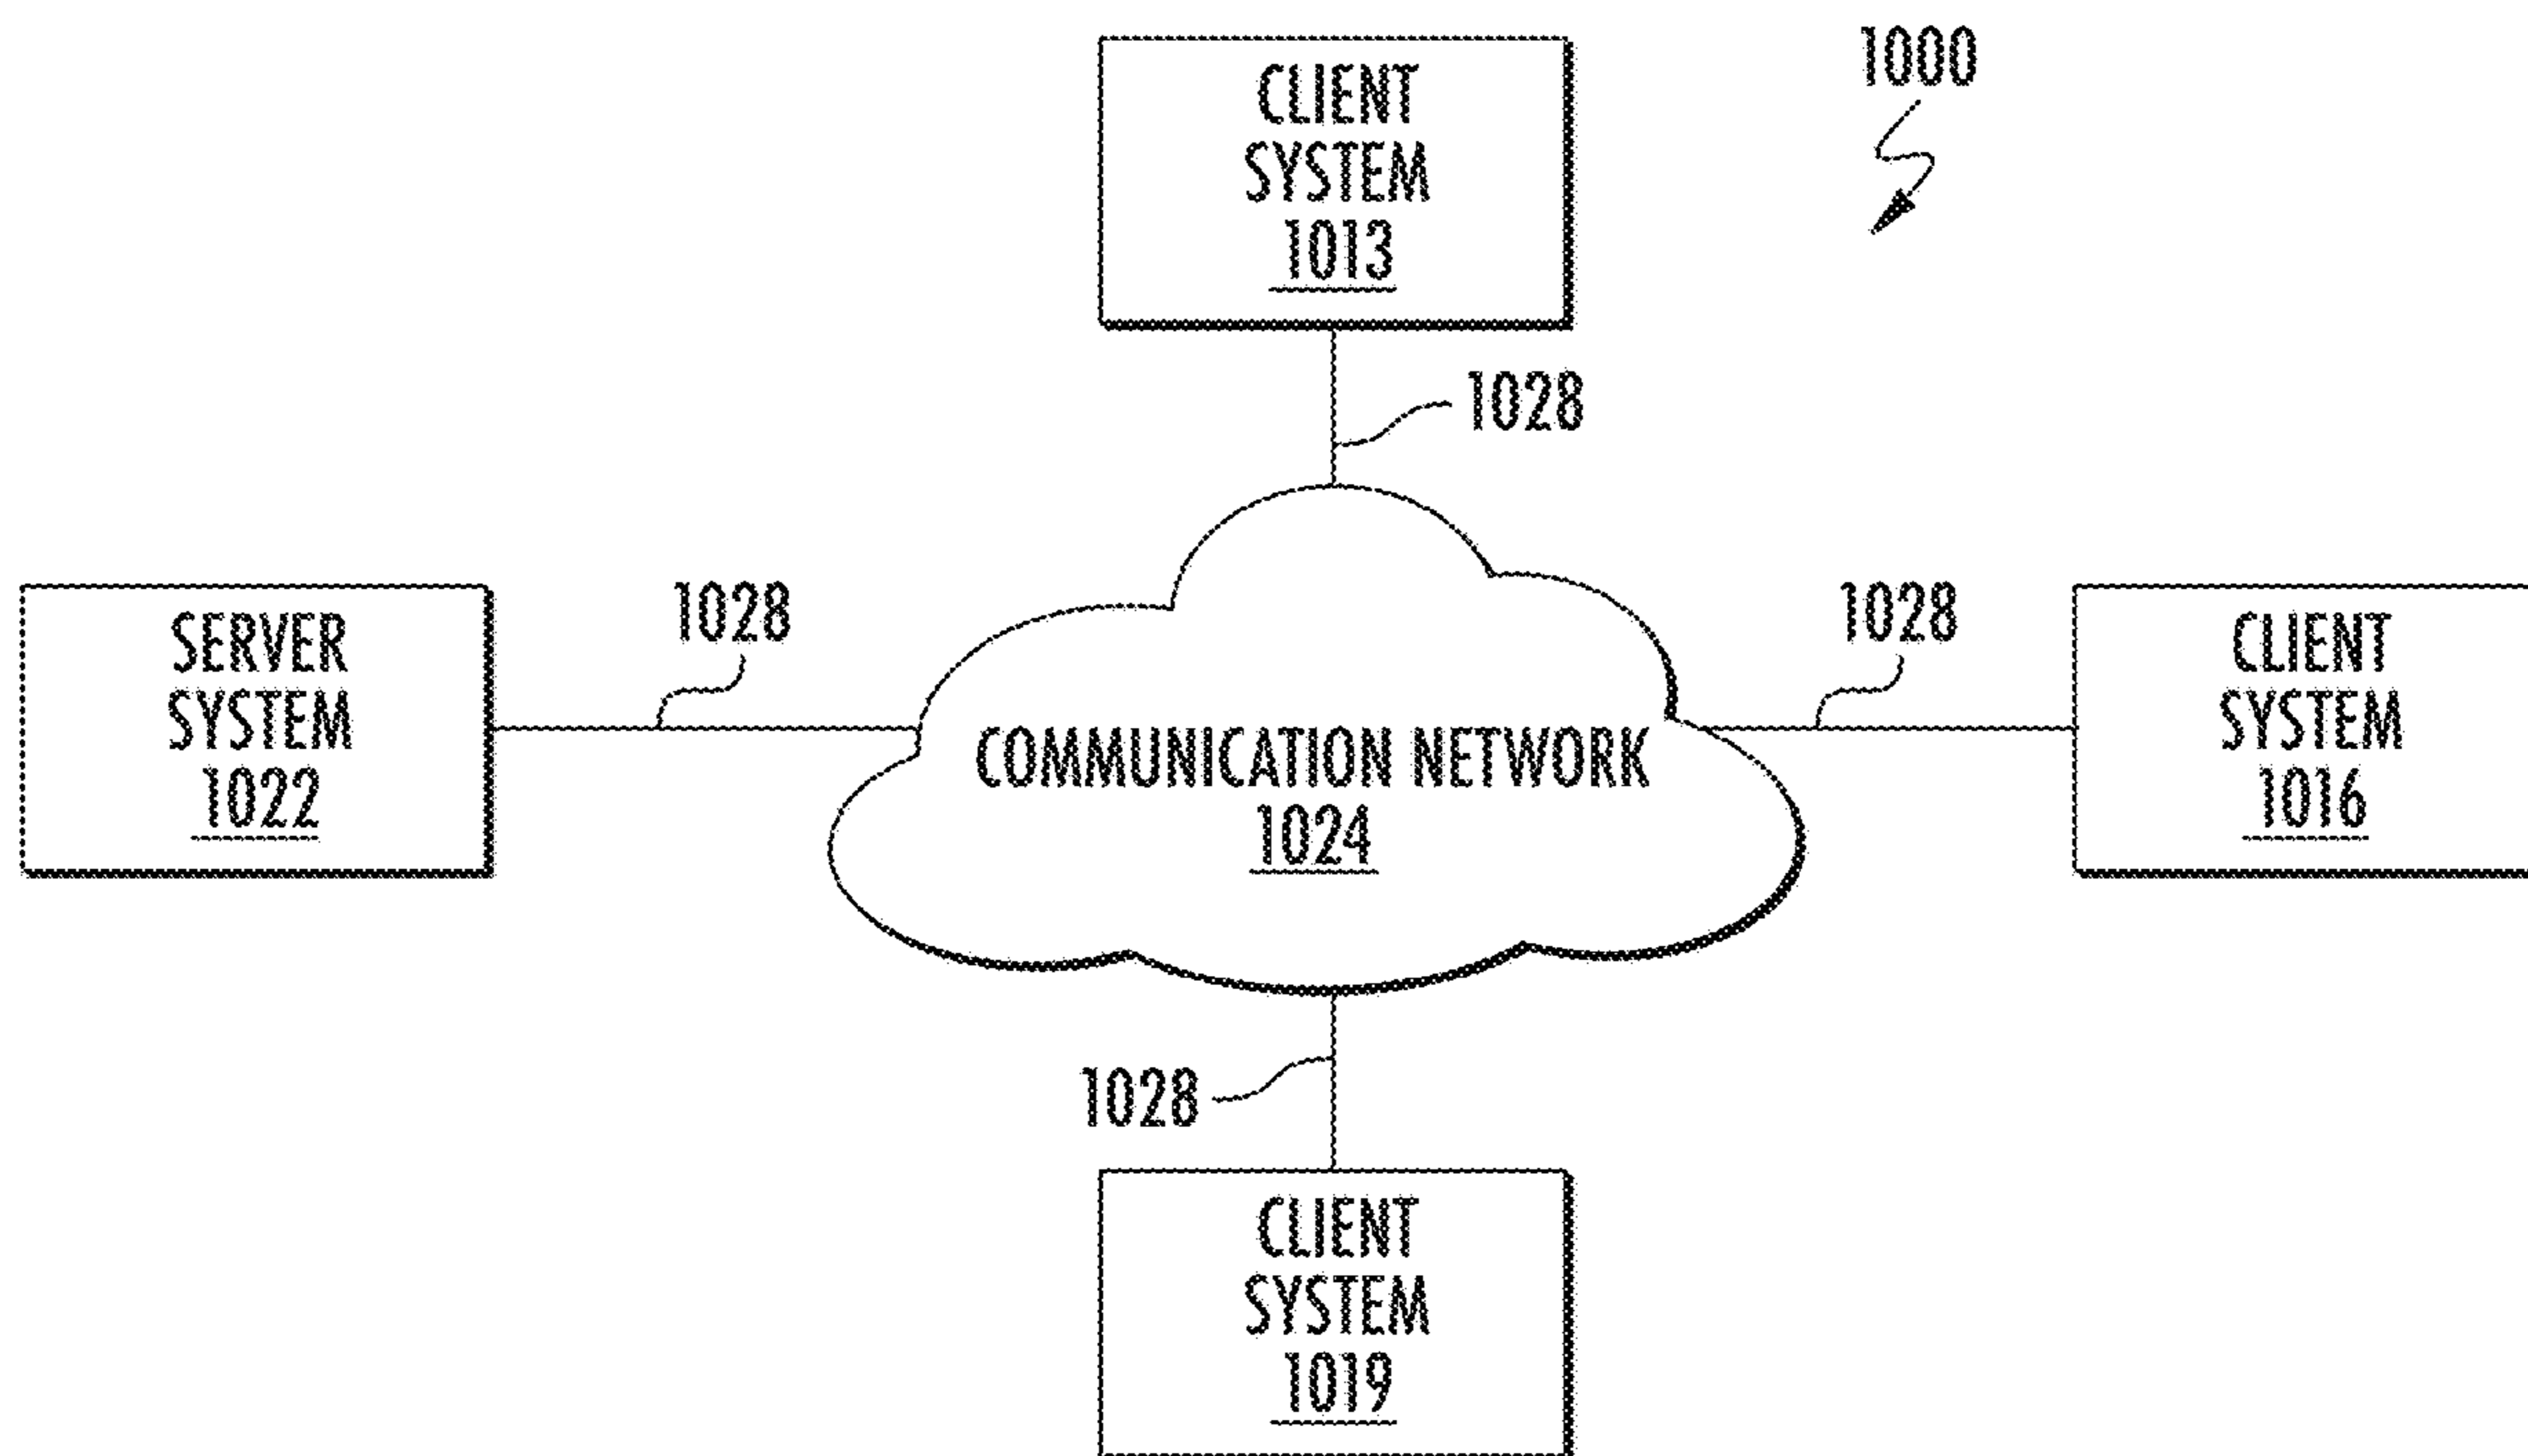 1000
CLIENT
SYSTEM
1013
1028
SERVER
SYSTEM
1022
1028
COMMUNICATION NETWORK
1024
1028
CLIENT
SYSTEM
1016
1028
CLIENT
SYSTEM
1019